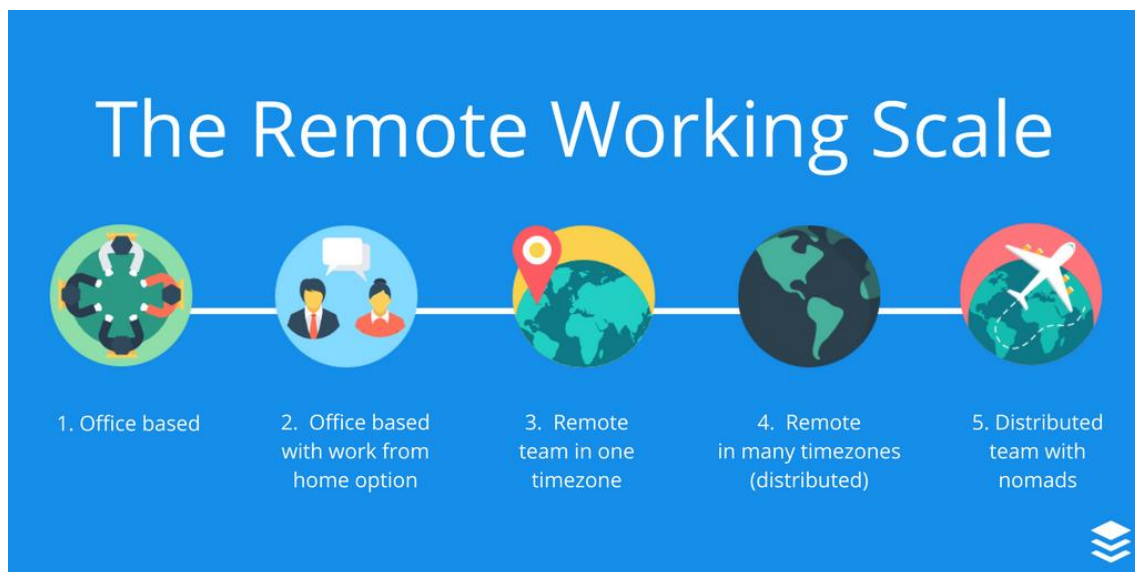 The Remote Working Scale
1. Office based
2. Office based
with work from
home option
3. Remote
team in one
timezone
4. Remote
in many timezones
(distributed)
5. Distributed
team with
nomads